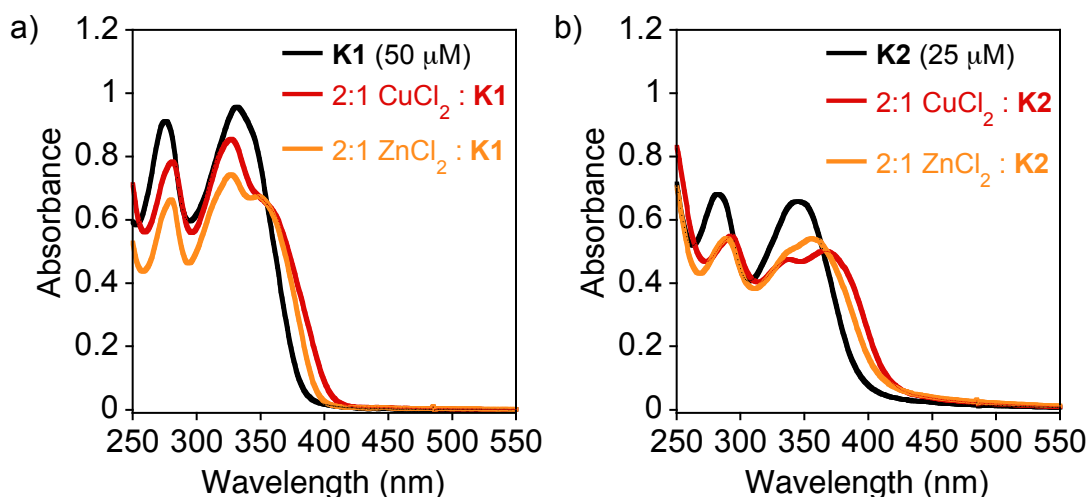 a)
K1 (50 μM)
2:1 CuCl2 : K1
2:1 ZnCl2 : K1
1.2
1
0.8
0.6
0.4
0.2
0
Absorbance
250 300 350 400 450 500 550
Wavelength (nm)
b)
K2 (25 μM)
2:1 CuCl2 : K2
2:1 ZnCl2 : K2
1.2
1
0.8
0.6
0.4
0.2
0
Absorbance
250 300 350 400 450 500 550
Wavelength (nm)